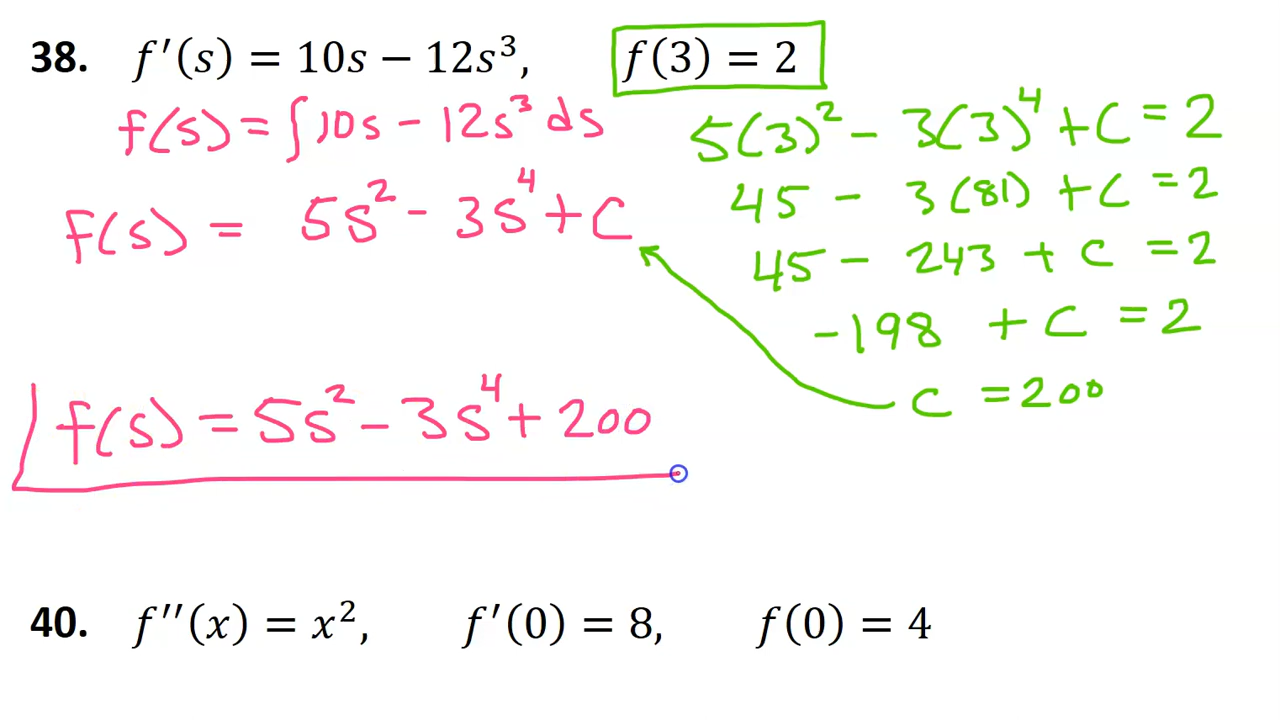 38. f′(s) = 10s − 12s³, f(3) = 2
f(s) = ∫10s − 12s³ ds
f(s) = 5s² − 3s⁴ + C
5(3)² − 3(3)⁴ + C = 2
45 − 3(81) + C = 2
45 − 243 + C = 2
−198 + C = 2
C = 200
f(s) = 5s² − 3s⁴ + 200
40. f′′(x) = x², f′(0) = 8, f(0) = 4